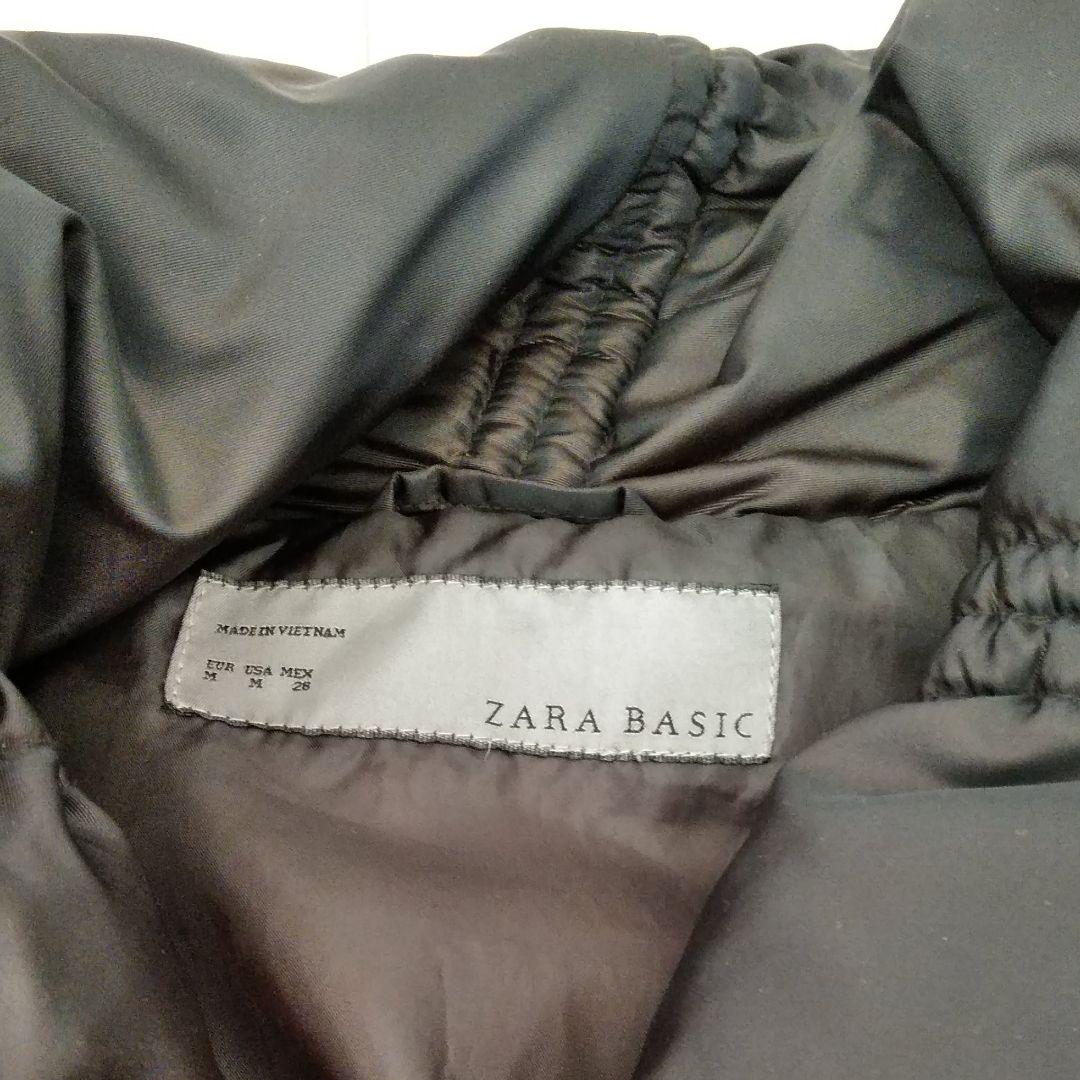 MADE IN VIETNAM
EUR USA MEX
M M 28
ZARA BASIC